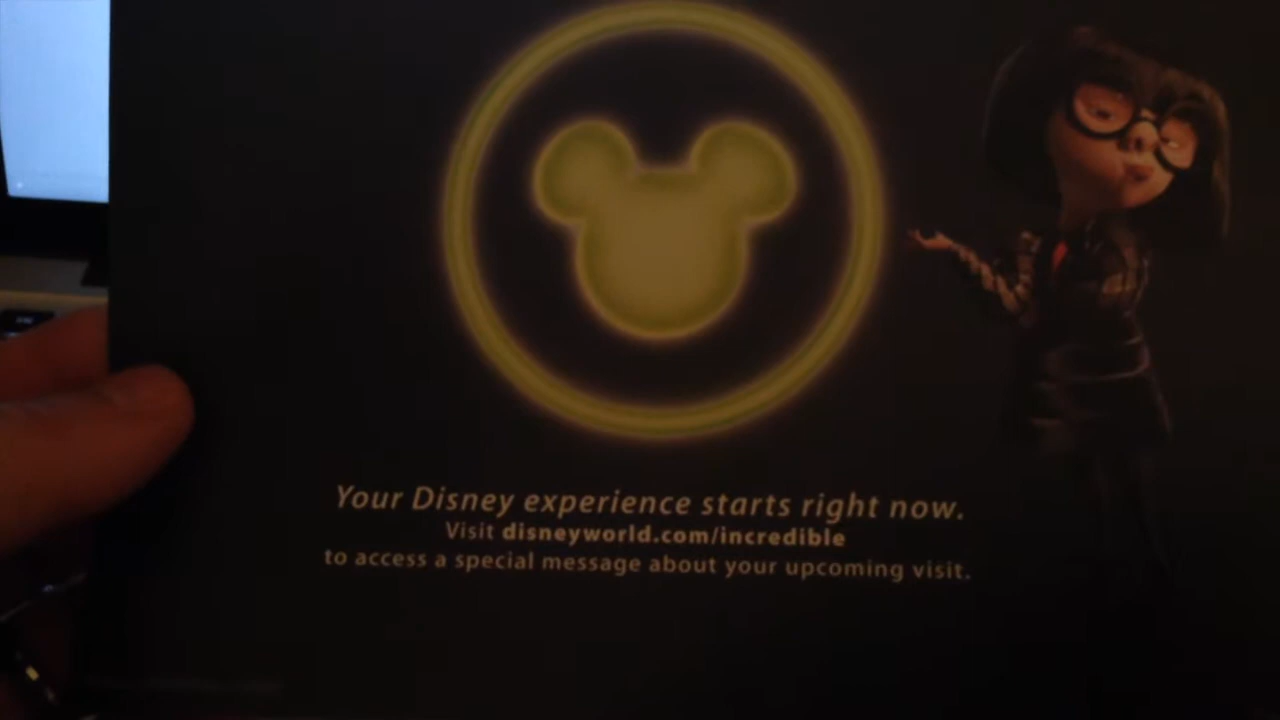 Your Disney experience starts right now.
Visit disneyworld.com/incredible
to access a special message about your upcoming visit.